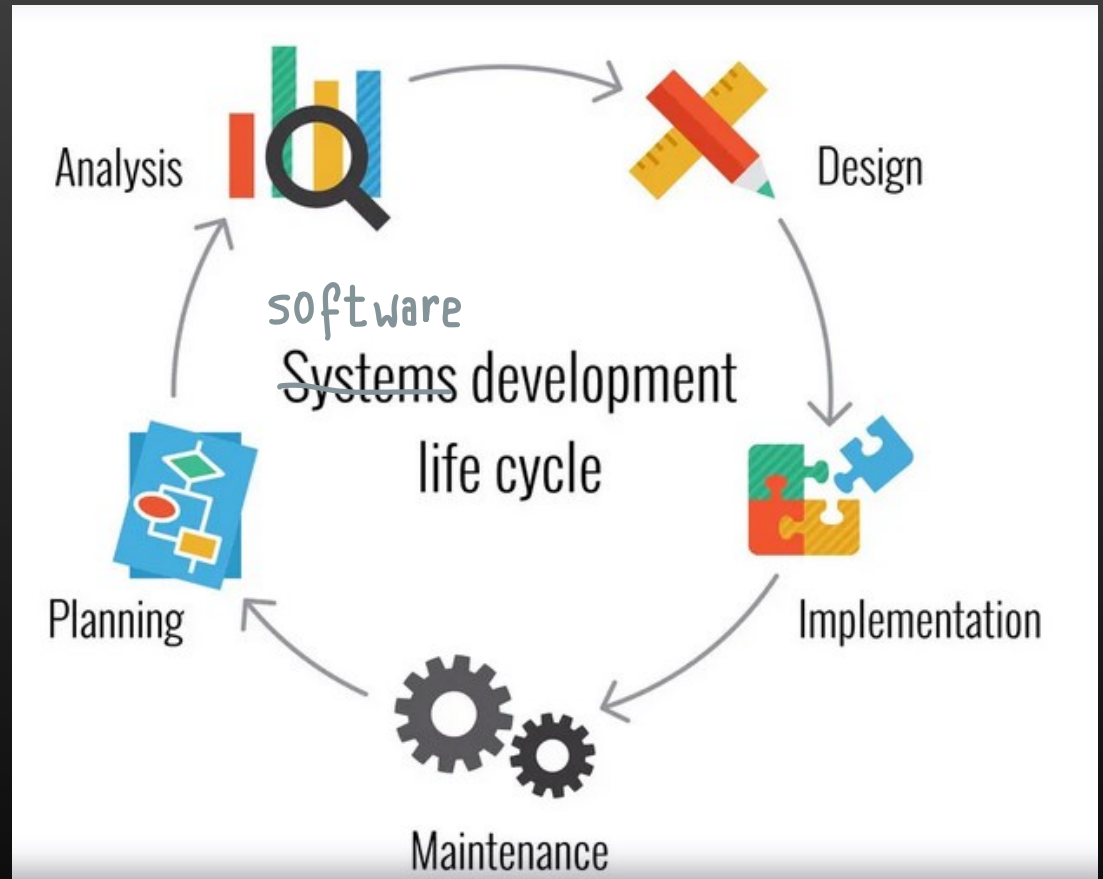 Analysis
Design
software
Systems development
life cycle
Planning
Implementation
Maintenance